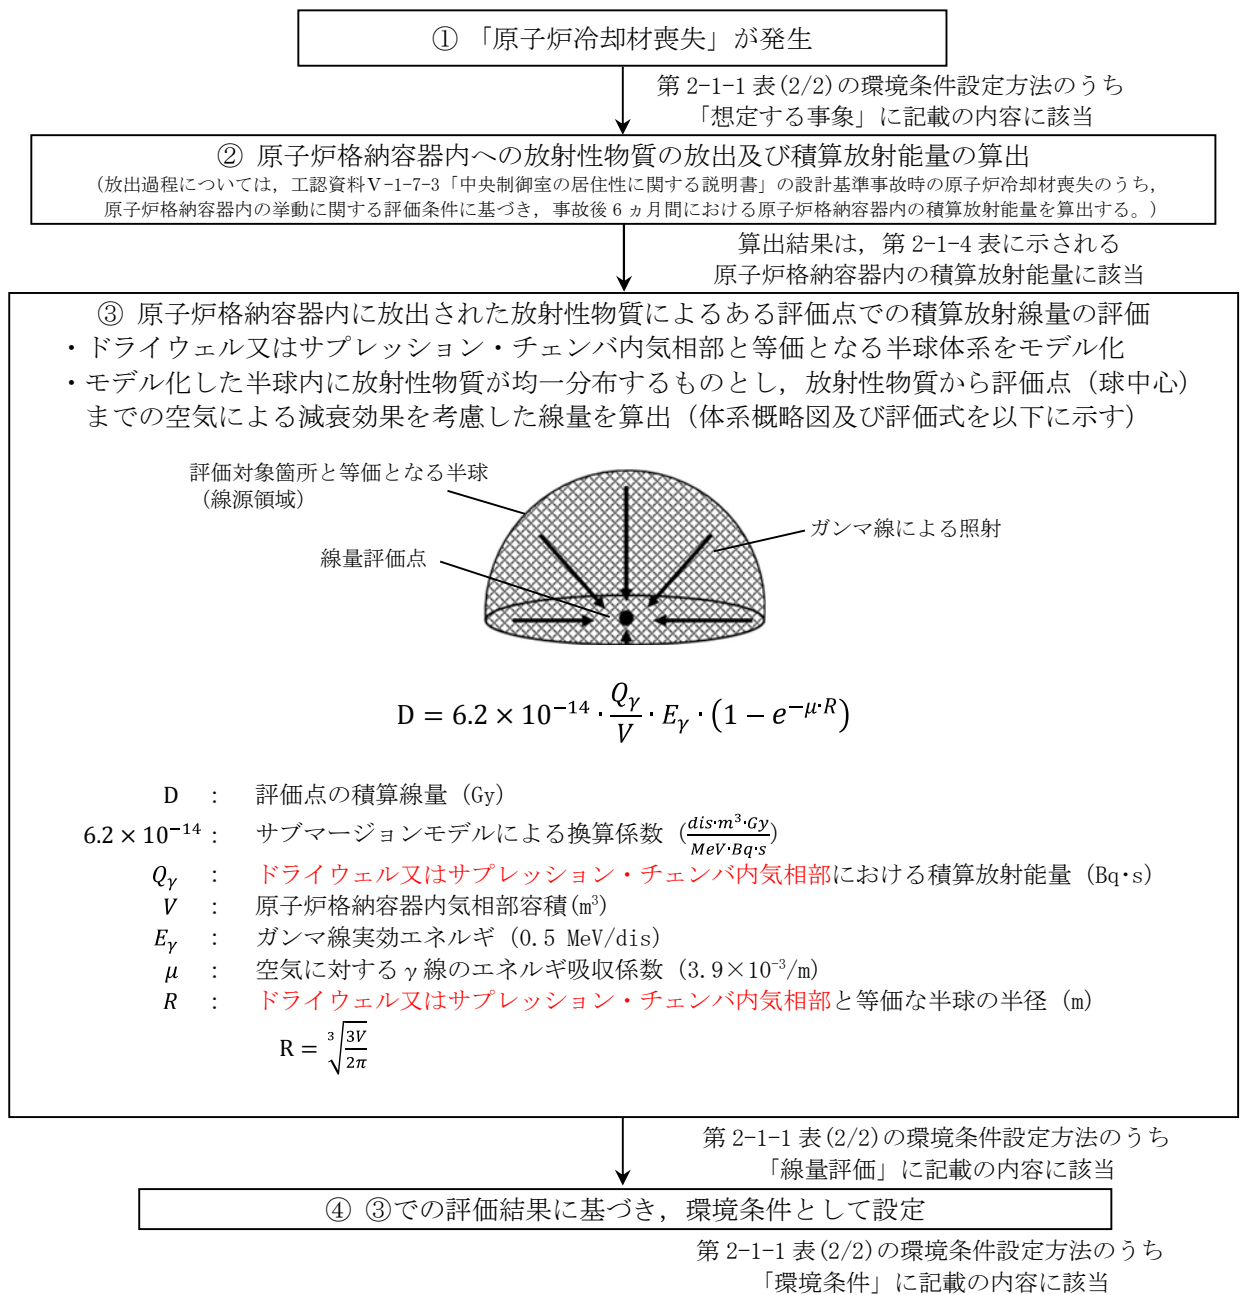 ① 「原子炉冷却材喪失」が発生
第 2-1-1 表(2/2)の環境条件設定方法のうち
「想定する事象」に記載の内容に該当
② 原子炉格納容器内への放射性物質の放出及び積算放射能量の算出
(放出過程については，工認資料Ⅴ-1-7-3「中央制御室の居住性に関する説明書」の設計基準事故時の原子炉冷却材喪失のうち，
原子炉格納容器内の挙動に関する評価条件に基づき，事故後 6 ヵ月間における原子炉格納容器内の積算放射能量を算出する。)
算出結果は，第 2-1-4 表に示される
原子炉格納容器内の積算放射能量に該当
③ 原子炉格納容器内に放出された放射性物質によるある評価点での積算放射線量の評価
・ドライウェル又はサプレッション・チェンバ内気相部と等価となる半球体系をモデル化
・モデル化した半球内に放射性物質が均一分布するものとし，放射性物質から評価点（球中心）
までの空気による減衰効果を考慮した線量を算出（体系概略図及び評価式を以下に示す）
評価対象箇所と等価となる半球
（線源領域）
ガンマ線による照射
線量評価点
D = 6.2 × 10⁻¹⁴ · Qγ/V · Eγ · (1 − e^(−μ·R))
D : 評価点の積算線量 (Gy)
6.2 × 10⁻¹⁴ : サブマージョンモデルによる換算係数 (dis·m³·Gy/MeV·Bq·s)
Qγ : ドライウェル又はサプレッション・チェンバ内気相部における積算放射能量 (Bq·s)
V : 原子炉格納容器内気相部容積(m³)
Eγ : ガンマ線実効エネルギ (0.5 MeV/dis)
μ : 空気に対するγ線のエネルギ吸収係数 (3.9×10⁻³/m)
R : ドライウェル又はサプレッション・チェンバ内気相部と等価な半球の半径 (m)
R = ∛(3V/2π)
第 2-1-1 表(2/2)の環境条件設定方法のうち
「線量評価」に記載の内容に該当
④ ③での評価結果に基づき，環境条件として設定
第 2-1-1 表(2/2)の環境条件設定方法のうち
「環境条件」に記載の内容に該当